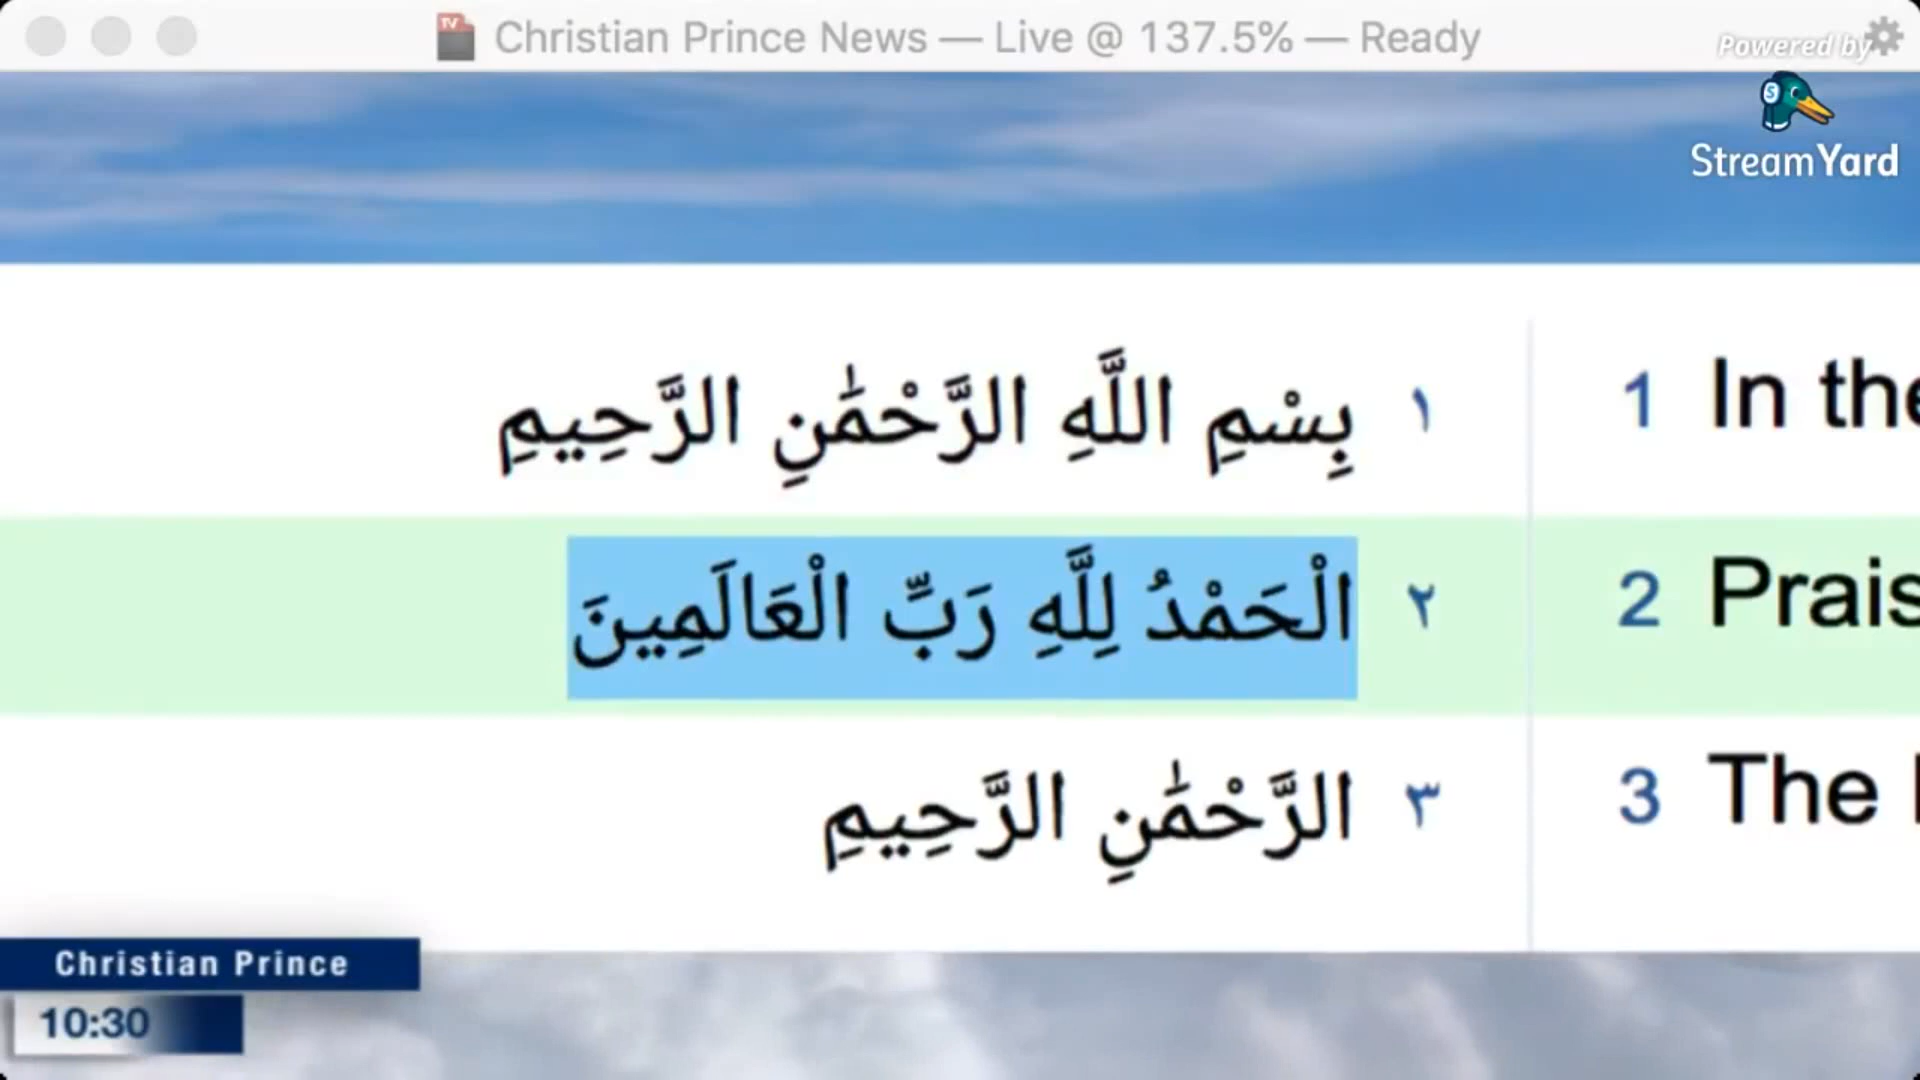 Christian Prince News — Live @ 137.5% — Ready
Powered by
StreamYard
بِسْمِ اللَّهِ الرَّحْمَٰنِ الرَّحِيمِ ١
1 In the
الْحَمْدُ لِلَّهِ رَبِّ الْعَالَمِينَ ٢
2 Prais
الرَّحْمَٰنِ الرَّحِيمِ ٣
3 The
Christian Prince
10:30